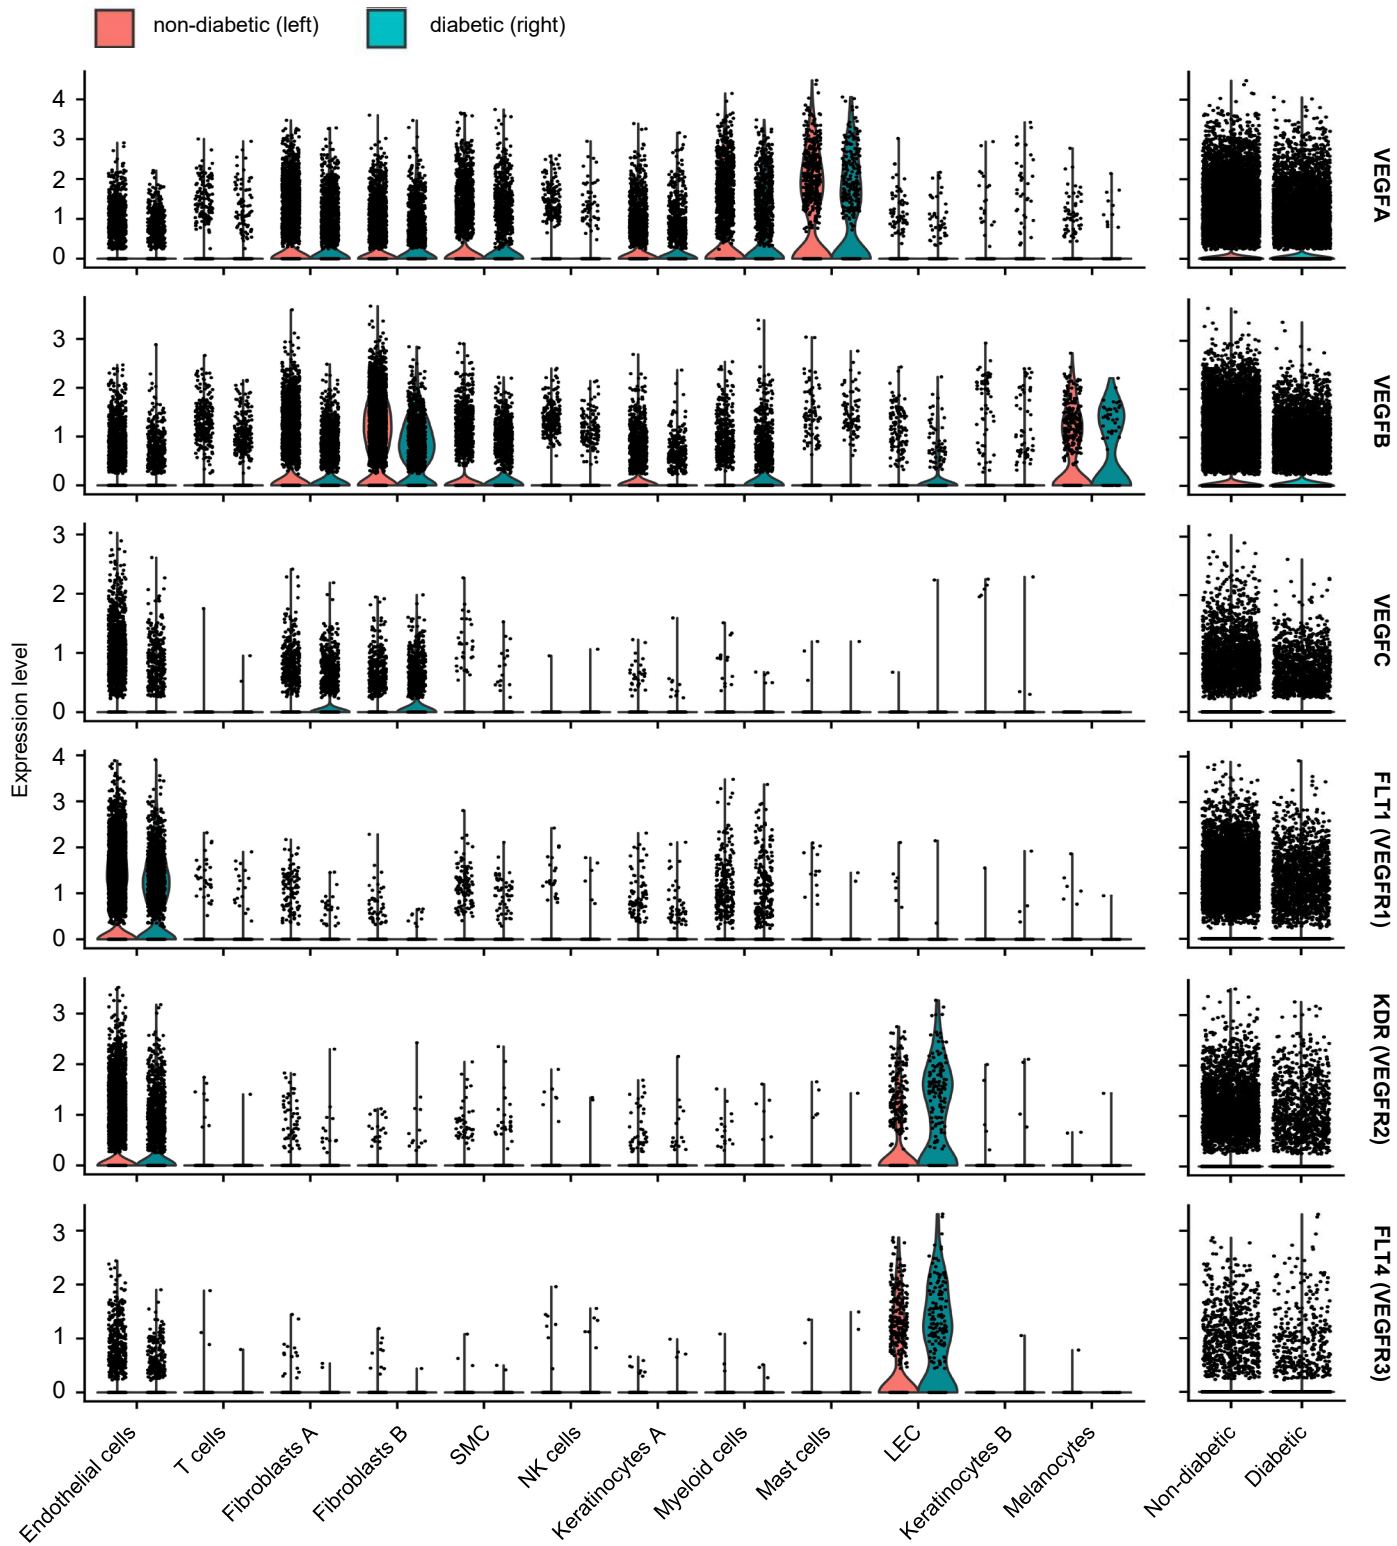 non-diabetic (left) diabetic (right)
4
3
2
1
0
VEGFA
3
2
1
0
VEGFB
3
2
1
0
VEGFC
4
3
2
1
0
FLT1 (VEGFR1)
3
2
1
0
KDR (VEGFR2)
3
2
1
0
FLT4 (VEGFR3)
Expression level
Endothelial cells
T cells
Fibroblasts A
Fibroblasts B
SMC
NK cells
Keratinocytes A
Myeloid cells
Mast cells
LEC
Keratinocytes B
Melanocytes
Non-diabetic
Diabetic